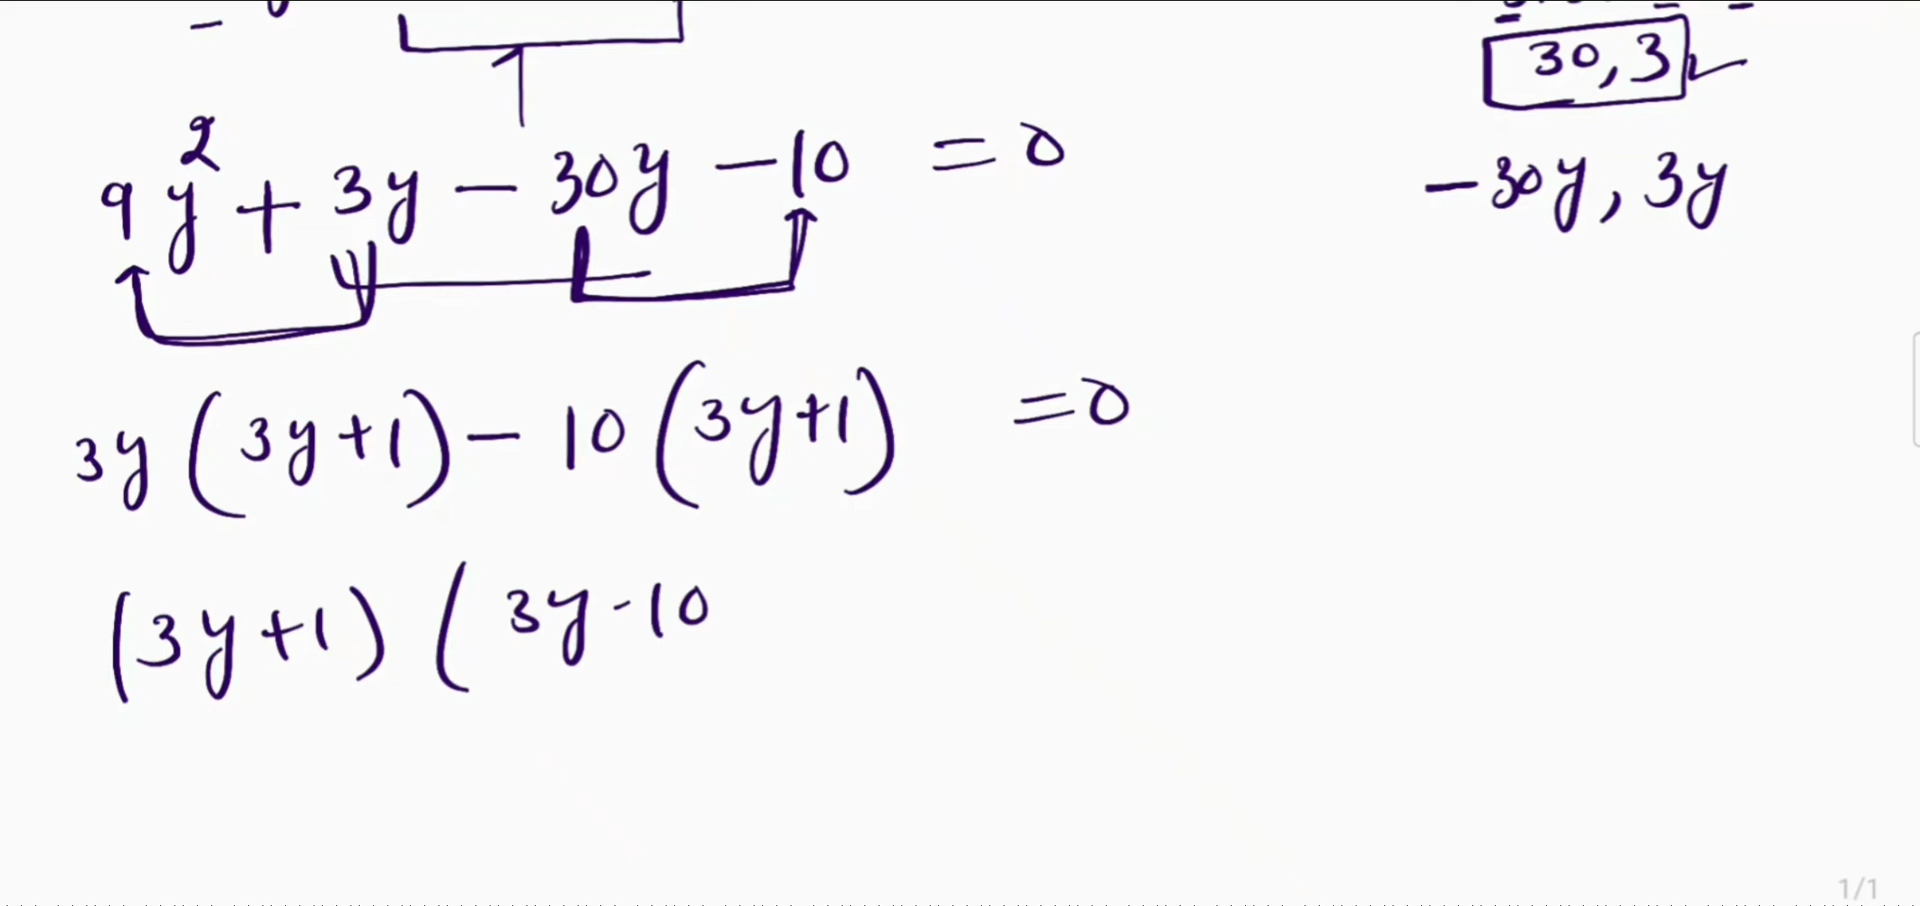 30,3
9y² + 3y - 30y - 10 = 0
-30y, 3y
3y(3y+1) - 10(3y+1) = 0
(3y+1)(3y-10
1/1